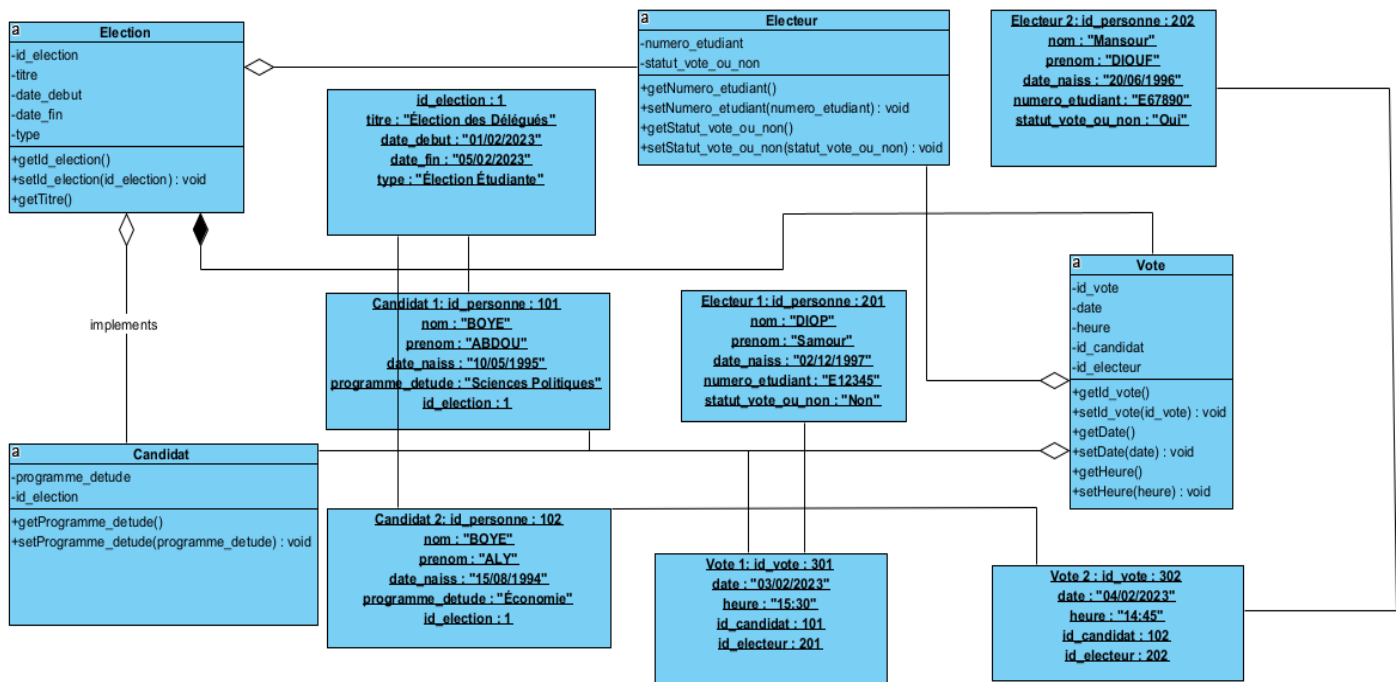 a
Election
-id_election
-titre
-date_debut
-date_fin
-type
+getId_election()
+setId_election(id_election) : void
+getTitre()
id_election : 1
titre : "Élection des Délégués"
date_debut : "01/02/2023"
date_fin : "05/02/2023"
type : "Élection Étudiante"
a
Electeur
-numero_etudiant
-statut_vote_ou_non
+getNumero_etudiant()
+setNumero_etudiant(numero_etudiant) : void
+getStatut_vote_ou_non()
+setStatut_vote_ou_non(statut_vote_ou_non) : void
Electeur 2: id_personne : 202
nom : "Mansour"
prenom : "DIOUF"
date_naiss : "20/06/1996"
numero_etudiant : "E67890"
statut_vote_ou_non : "Oui"
implements
Candidat 1: id_personne : 101
nom : "BOYE"
prenom : "ABDOU"
date_naiss : "10/05/1995"
programme_detude : "Sciences Politiques"
id_election : 1
Electeur 1: id_personne : 201
nom : "DIOP"
prenom : "Samour"
date_naiss : "02/12/1997"
numero_etudiant : "E12345"
statut_vote_ou_non : "Non"
a
Vote
-id_vote
-date
-heure
-id_candidat
-id_electeur
+getId_vote()
+setId_vote(id_vote) : void
+getDate()
+setDate(date) : void
+getHeure()
+setHeure(heure) : void
a
Candidat
-programme_detude
-id_election
+getProgramme_detude()
+setProgramme_detude(programme_detude) : void
Candidat 2: id_personne : 102
nom : "BOYE"
prenom : "ALY"
date_naiss : "15/08/1994"
programme_detude : "Économie"
id_election : 1
Vote 1: id_vote : 301
date : "03/02/2023"
heure : "15:30"
id_candidat : 101
id_electeur : 201
Vote 2 : id_vote : 302
date : "04/02/2023"
heure : "14:45"
id_candidat : 102
id_electeur : 202